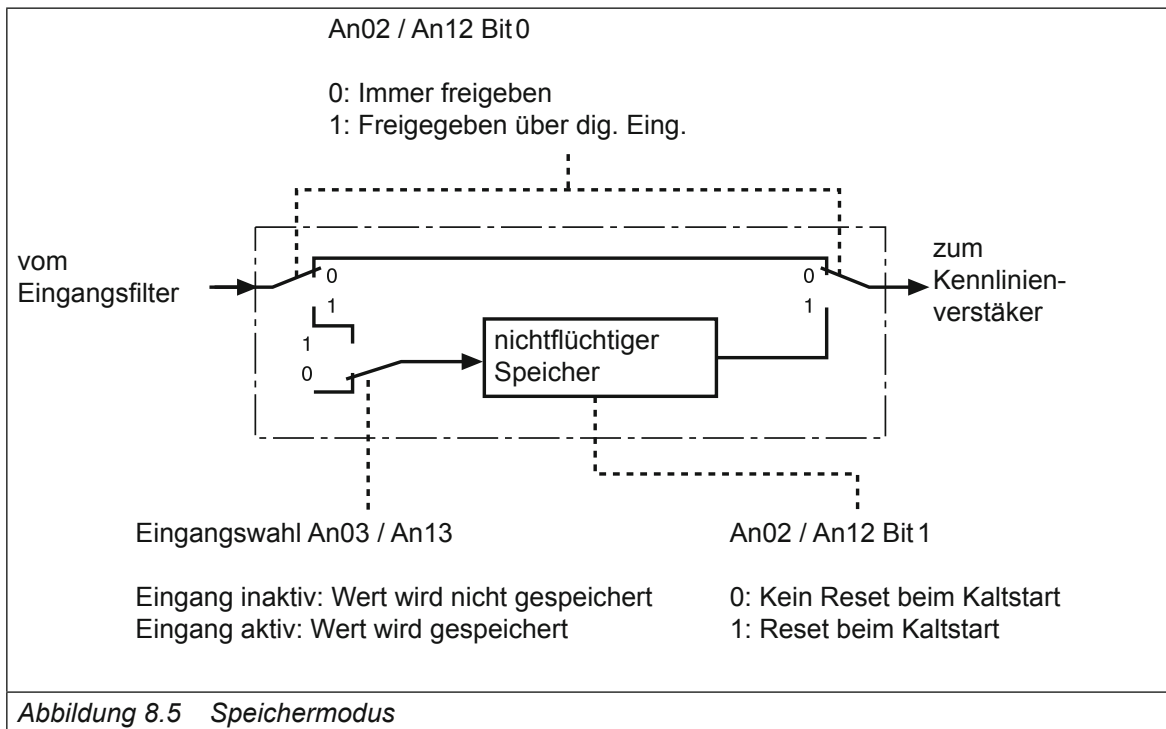 An02 / An12 Bit 0
0: Immer freigeben
1: Freigegeben über dig. Eing.
vom
Eingangsfilter
0
1
1
0
nichtflüchtiger
Speicher
0
1
zum
Kennlinien-
verstäker
Eingangswahl An03 / An13
Eingang inaktiv: Wert wird nicht gespeichert
Eingang aktiv: Wert wird gespeichert
An02 / An12 Bit 1
0: Kein Reset beim Kaltstart
1: Reset beim Kaltstart
Abbildung 8.5 Speichermodus